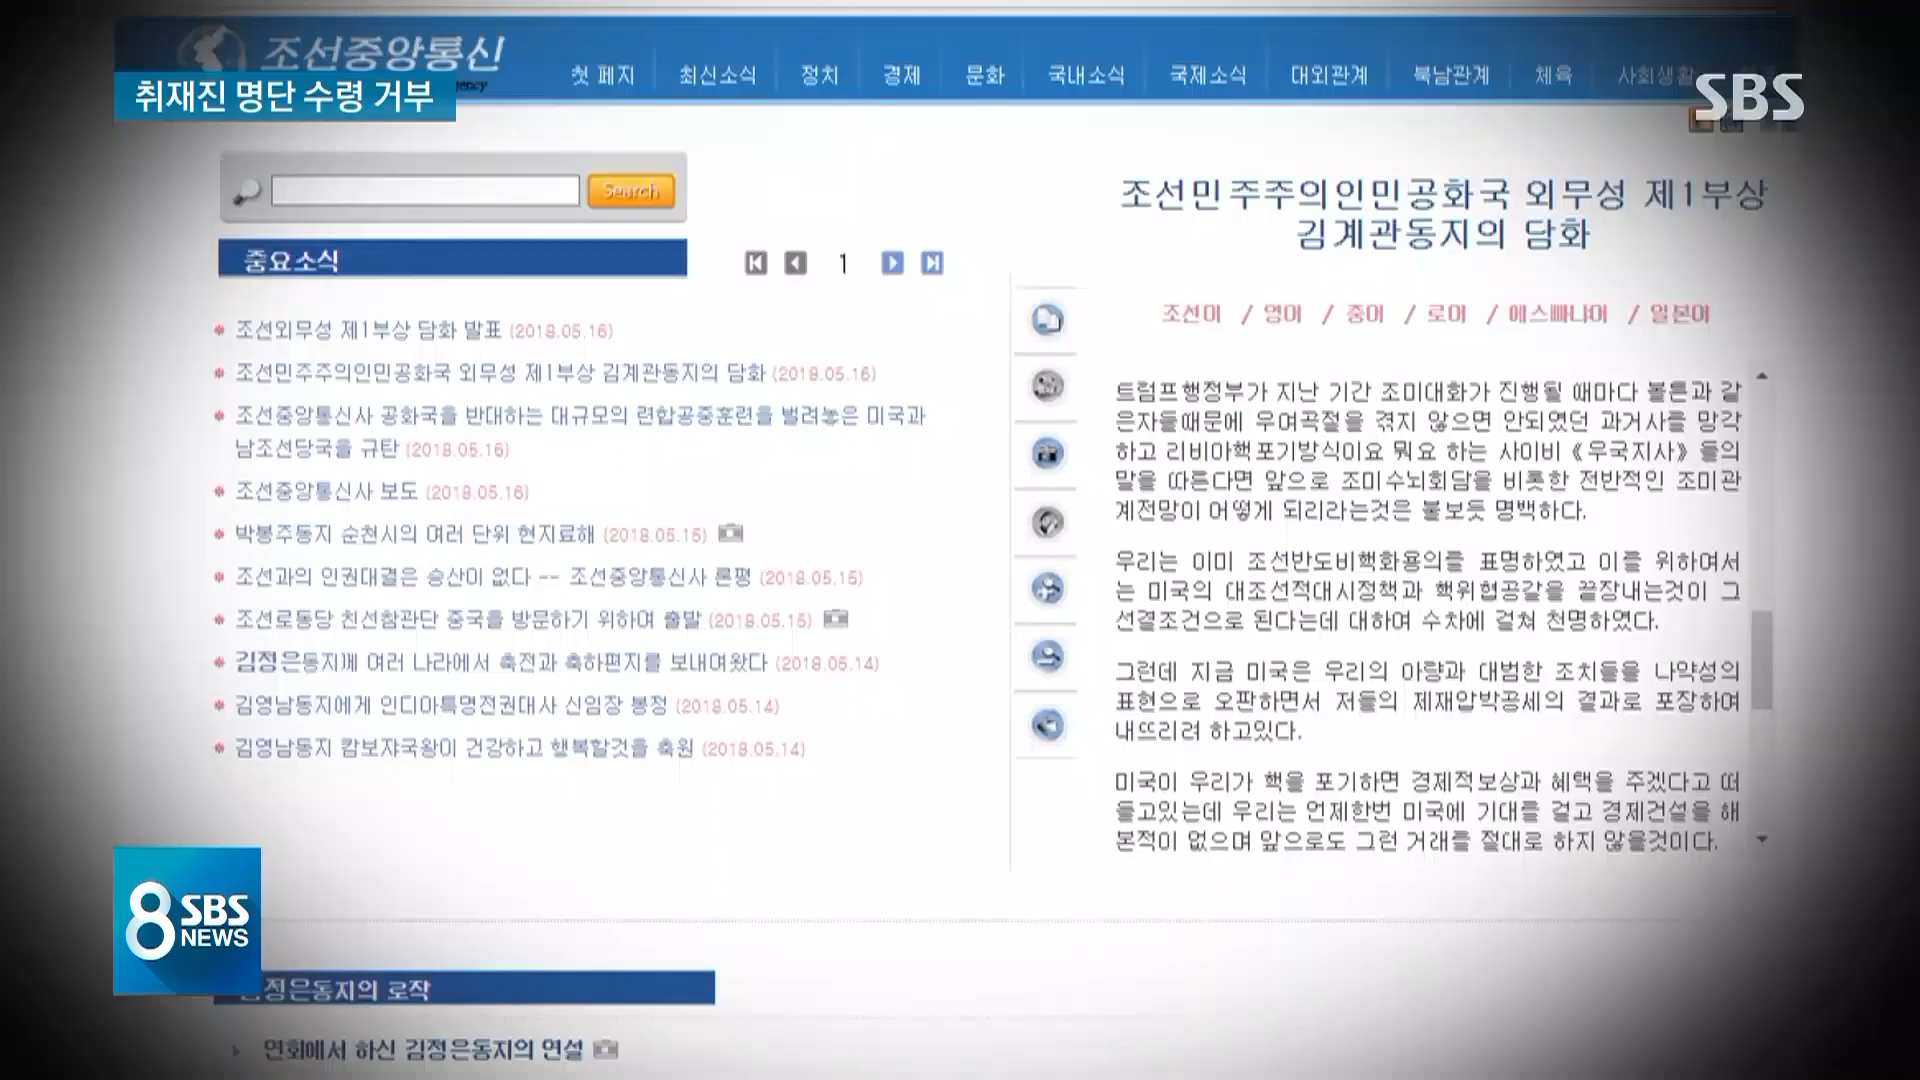 조선중앙통신
취재진 명단 수령 거부
첫 페지 최신소식 정치 경제 문화 국내소식 국제소식 대외관계 북남관계 체육 사회생활
SBS
Search
중요소식
1
조선외무성 제1부상 담화 발표 (2018.05.16)
조선민주주의인민공화국 외무성 제1부상 김계관동지의 담화 (2018.05.16)
조선중앙통신사 공화국을 반대하는 대규모의 련합공중훈련을 벌려놓은 미국과
남조선당국을 규탄 (2018.05.16)
조선중앙통신사 보도 (2018.05.16)
박봉주동지 순천시의 여러 단위 현지료해 (2018.05.15)
조선과의 인권대결은 승산이 없다 -- 조선중앙통신사 론평 (2018.05.15)
조선로동당 친선참관단 중국을 방문하기 위하여 출발 (2018.05.15)
김정은동지께 여러 나라에서 축전과 축하편지를 보내여왔다 (2018.05.14)
김영남동지에게 인디아특명전권대사 신임장 봉정 (2018.05.14)
김영남동지 캄보쟈국왕이 건강하고 행복할것을 축원 (2018.05.14)
조선민주주의인민공화국 외무성 제1부상
김계관동지의 담화
조선어 / 영어 / 중어 / 로어 / 에스빠냐어 / 일본어
트럼프행정부가 지난 기간 조미대화가 진행될 때마다 볼튼과 같
은자들때문에 우여곡절을 겪지 않으면 안되였던 과거사를 망각
하고 리비아핵포기방식이요 뭐요 하는 사이비《우국지사》들의
말을 따른다면 앞으로 조미수뇌회담을 비롯한 전반적인 조미관
계전망이 어떻게 되리라는것은 불보듯 명백하다.
우리는 이미 조선반도비핵화용의를 표명하였고 이를 위하여서
는 미국의 대조선적대시정책과 핵위협공갈을 끝장내는것이 그
선결조건으로 된다는데 대하여 수차에 걸쳐 천명하였다.
그런데 지금 미국은 우리의 아량과 대범한 조치들을 나약성의
표현으로 오판하면서 저들의 제재압박공세의 결과로 포장하여
내뜨리려 하고있다.
미국이 우리가 핵을 포기하면 경제적보상과 혜택을 주겠다고 떠
들고있는데 우리는 언제한번 미국에 기대를 걸고 경제건설을 해
본적이 없으며 앞으로도 그런 거래를 절대로 하지 않을것이다.
8 SBS
NEWS
김정은동지의 로작
연회에서 하신 김정은동지의 연설